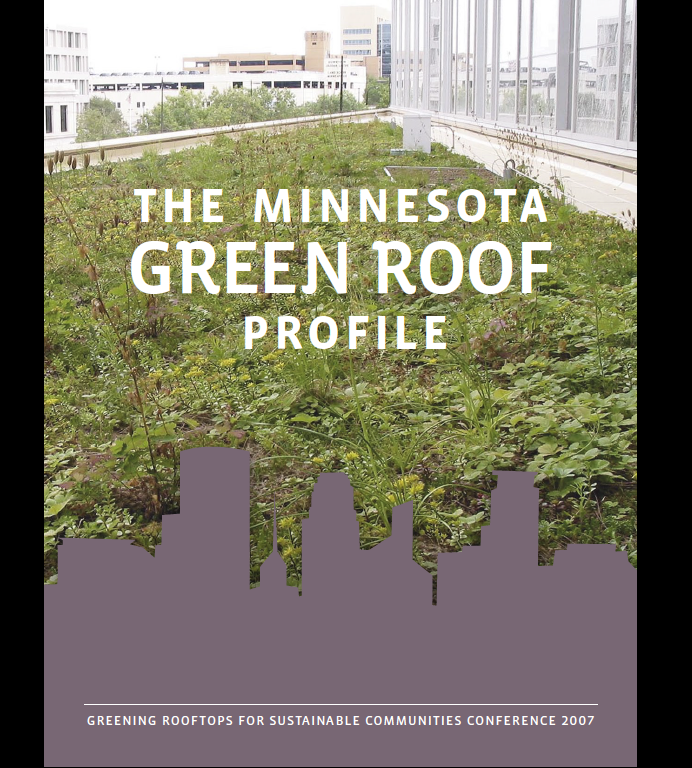 THE MINNESOTA
GREEN ROOF
PROFILE
GREENING ROOFTOPS FOR SUSTAINABLE COMMUNITIES CONFERENCE 2007